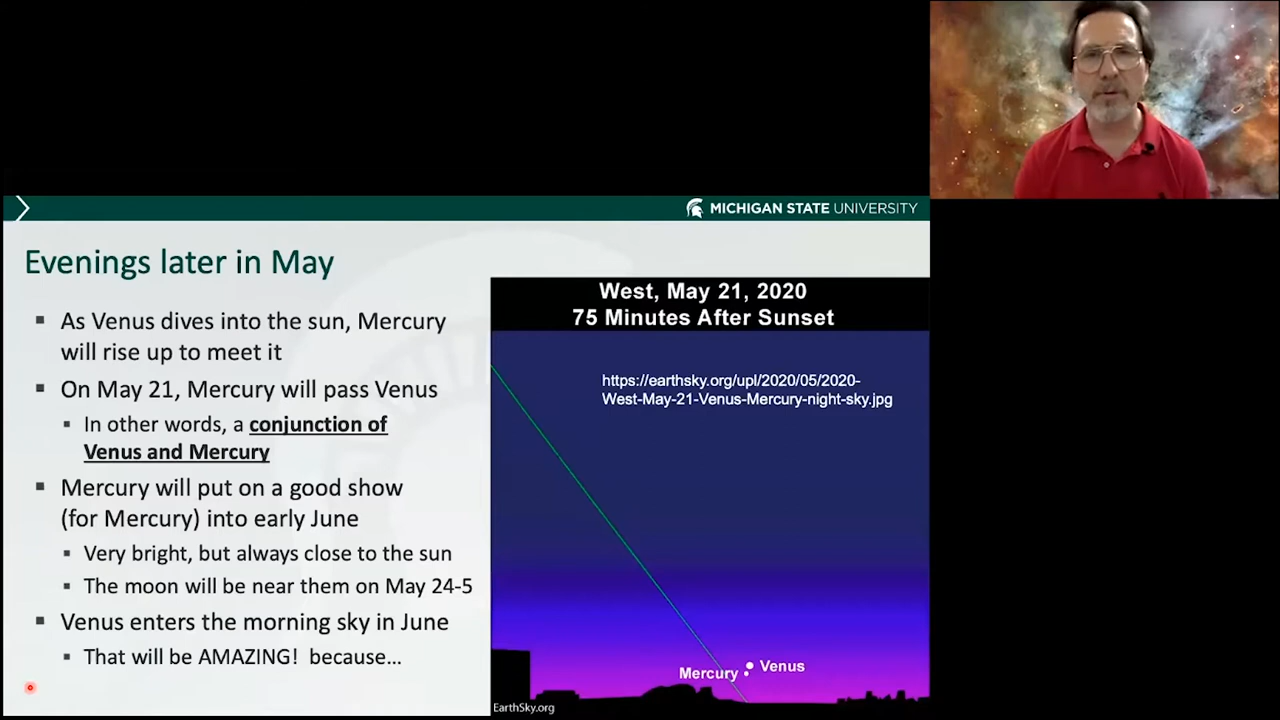 MICHIGAN STATE UNIVERSITY
Evenings later in May
▪ As Venus dives into the sun, Mercury
will rise up to meet it
▪ On May 21, Mercury will pass Venus
▪ In other words, a conjunction of
Venus and Mercury
▪ Mercury will put on a good show
(for Mercury) into early June
▪ Very bright, but always close to the sun
▪ The moon will be near them on May 24-5
▪ Venus enters the morning sky in June
▪ That will be AMAZING! because…
West, May 21, 2020
75 Minutes After Sunset
https://earthsky.org/upl/2020/05/2020-
West-May-21-Venus-Mercury-night-sky.jpg
Venus
Mercury
EarthSky.org